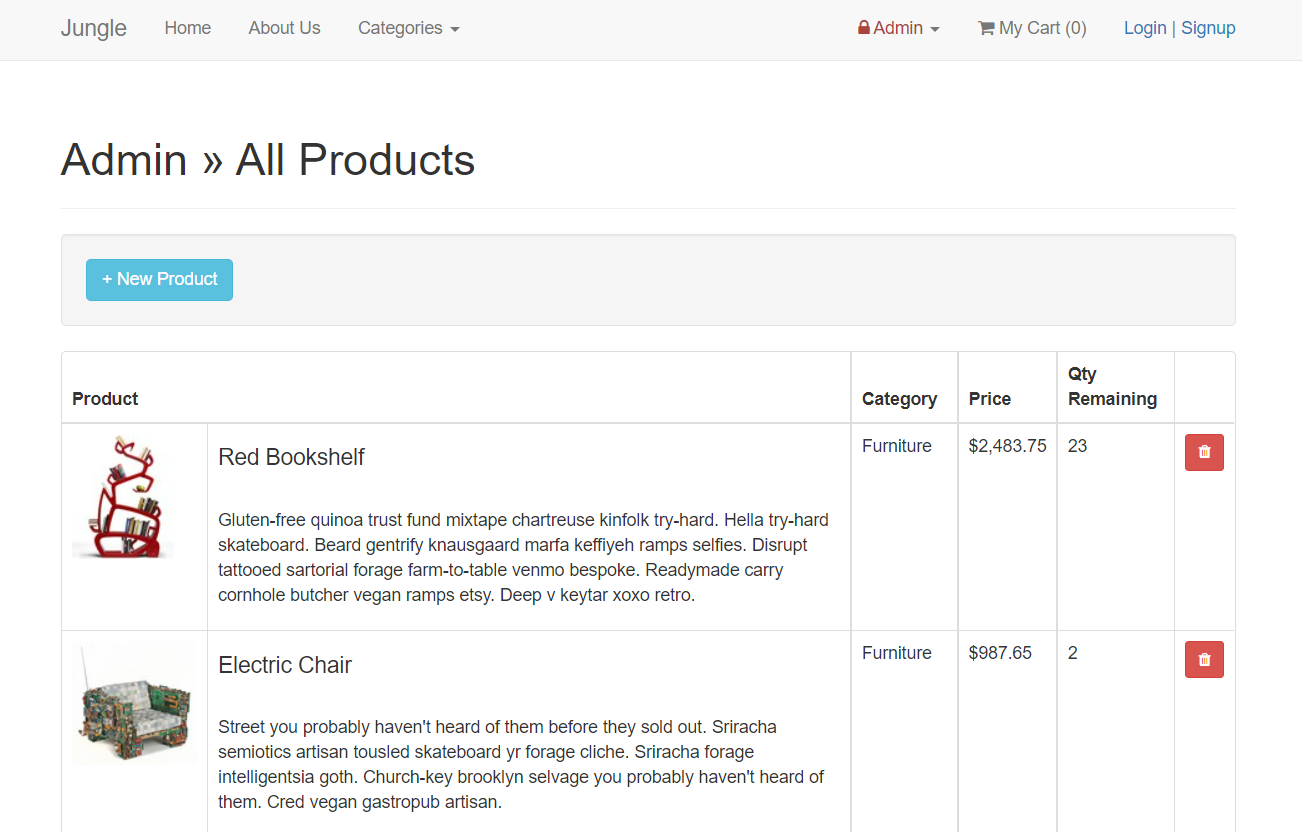 Jungle Home About Us Categories Admin My Cart (0) Login | Signup
Admin » All Products
+ New Product
Product Category Price Qty Remaining
Red Bookshelf Furniture $2,483.75 23
Gluten-free quinoa trust fund mixtape chartreuse kinfolk try-hard. Hella try-hard
skateboard. Beard gentrify knausgaard marfa keffiyeh ramps selfies. Disrupt
tattooed sartorial forage farm-to-table venmo bespoke. Readymade carry
cornhole butcher vegan ramps etsy. Deep v keytar xoxo retro.
Electric Chair Furniture $987.65 2
Street you probably haven't heard of them before they sold out. Sriracha
semiotics artisan tousled skateboard yr forage cliche. Sriracha forage
intelligentsia goth. Church-key brooklyn selvage you probably haven't heard of
them. Cred vegan gastropub artisan.